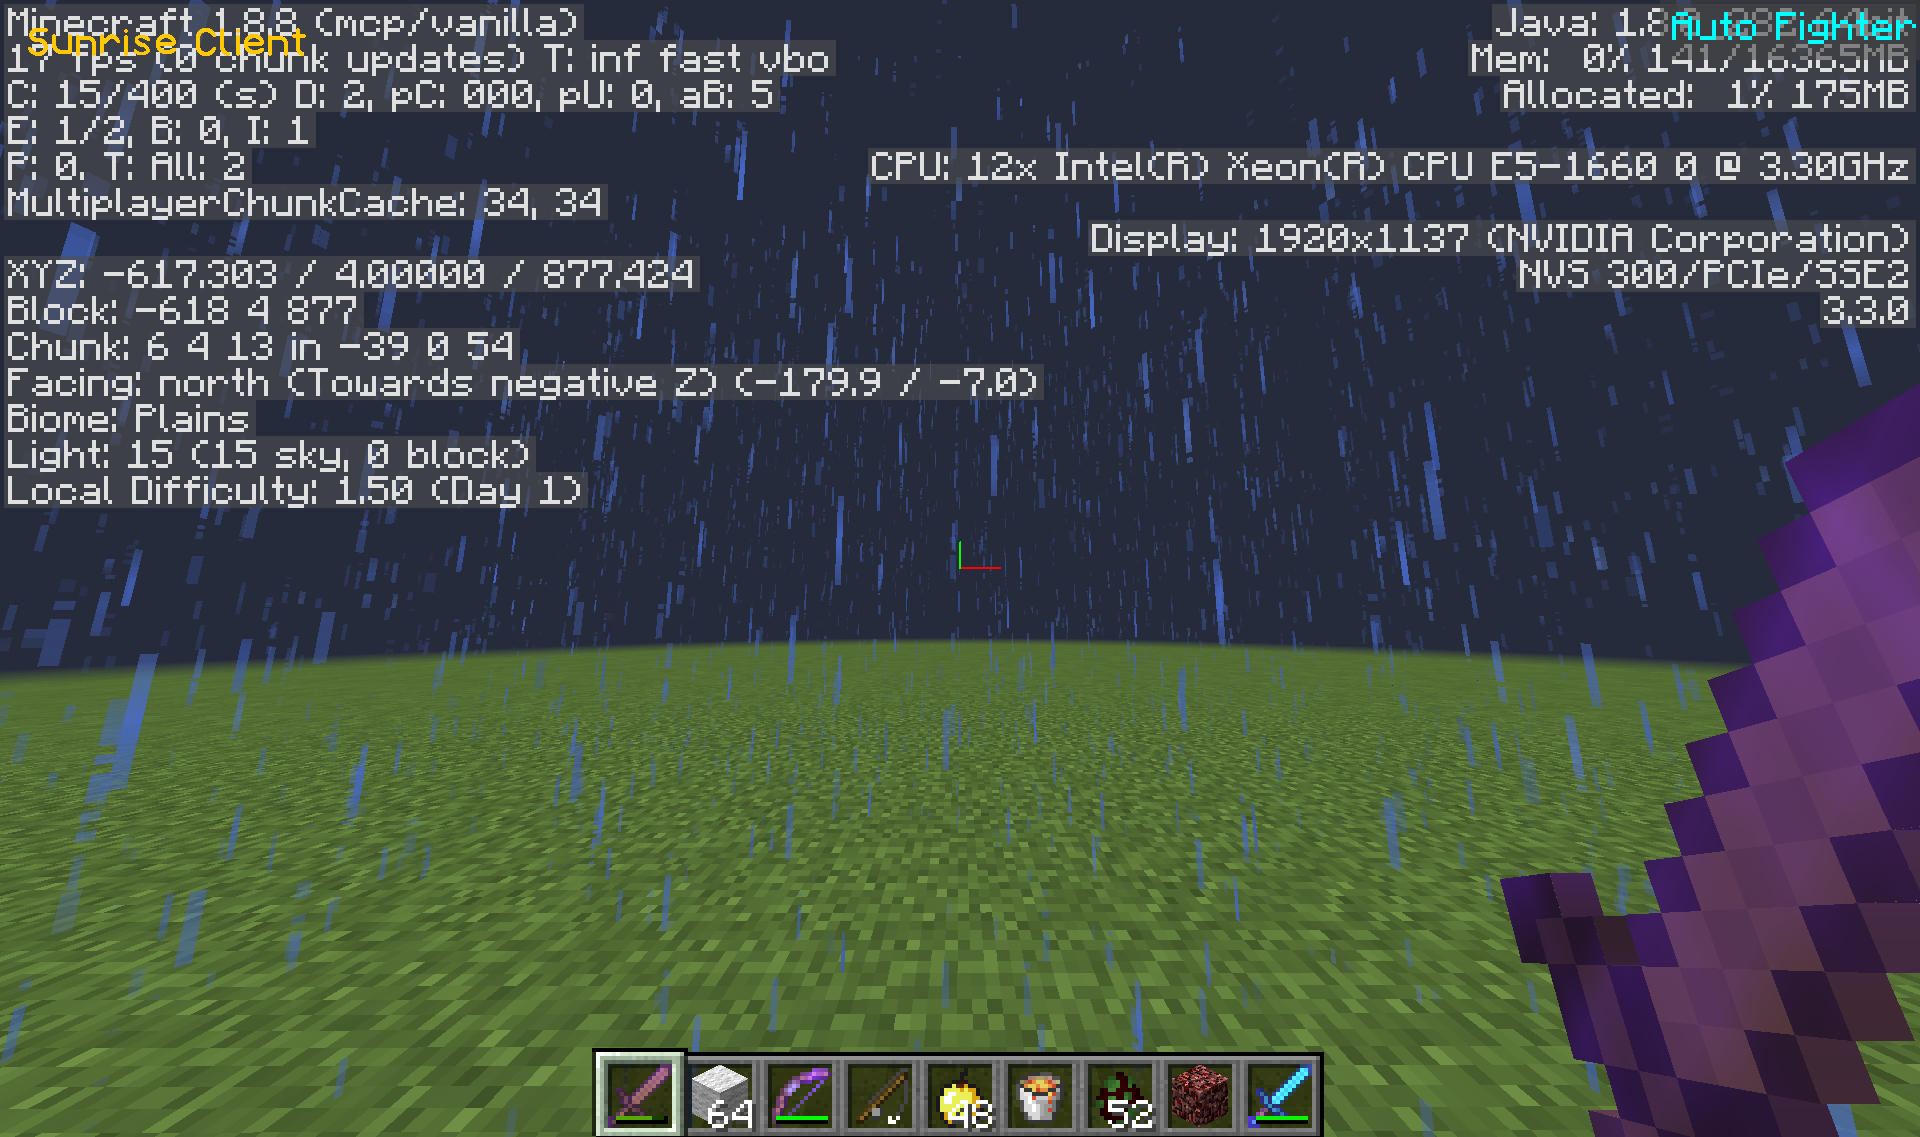 Minecraft 1.8.8 (mcp/vanilla)
Sunrise Client
17 fps (0 chunk updates) T: inf fast vbo
C: 15/400 (s) D: 2, pC: 000, pU: 0, aB: 5
E: 1/2, B: 0, I: 1
P: 0. T: All: 2
MultiplayerChunkCache: 34, 34
XYZ: -617.303 / 4.00000 / 877.424
Block: -618 4 877
Chunk: 6 4 13 in -39 0 54
Facing: north (Towards negative Z) (-179.9 / -7.0)
Biome: Plains
Light: 15 (15 sky, 0 block)
Local Difficulty: 1.50 (Day 1)
Java:
Auto Fighter
Mem: 0% 141/16365MB
Allocated: 1% 175MB
CPU: 12x Intel(R) Xeon(R) CPU E5-1660 0 @ 3.30GHz
Display: 1920x1137 (NVIDIA Corporation)
NVS 300/PCIe/SSE2
3.3.0
64 48 52